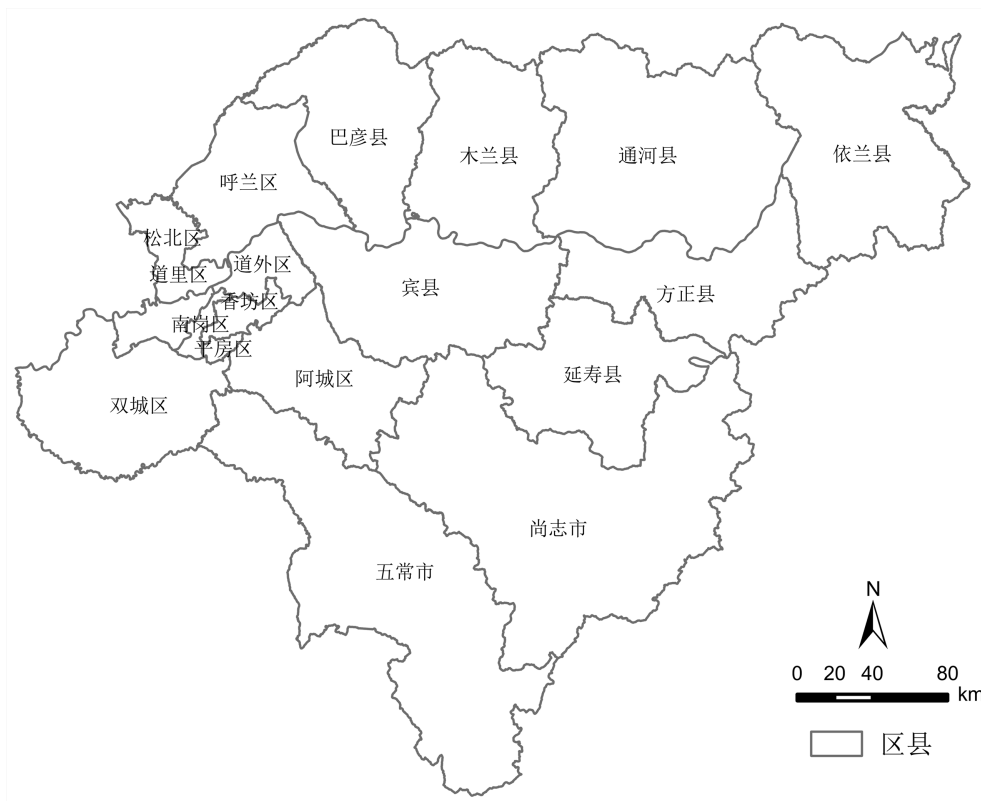 巴彦县
木兰县
通河县
依兰县
呼兰区
松北区
道里区
道外区
宾县
方正县
香坊区
南岗区
平房区
阿城区
延寿县
双城区
尚志市
五常市
N
0 20 40 80
km
区县